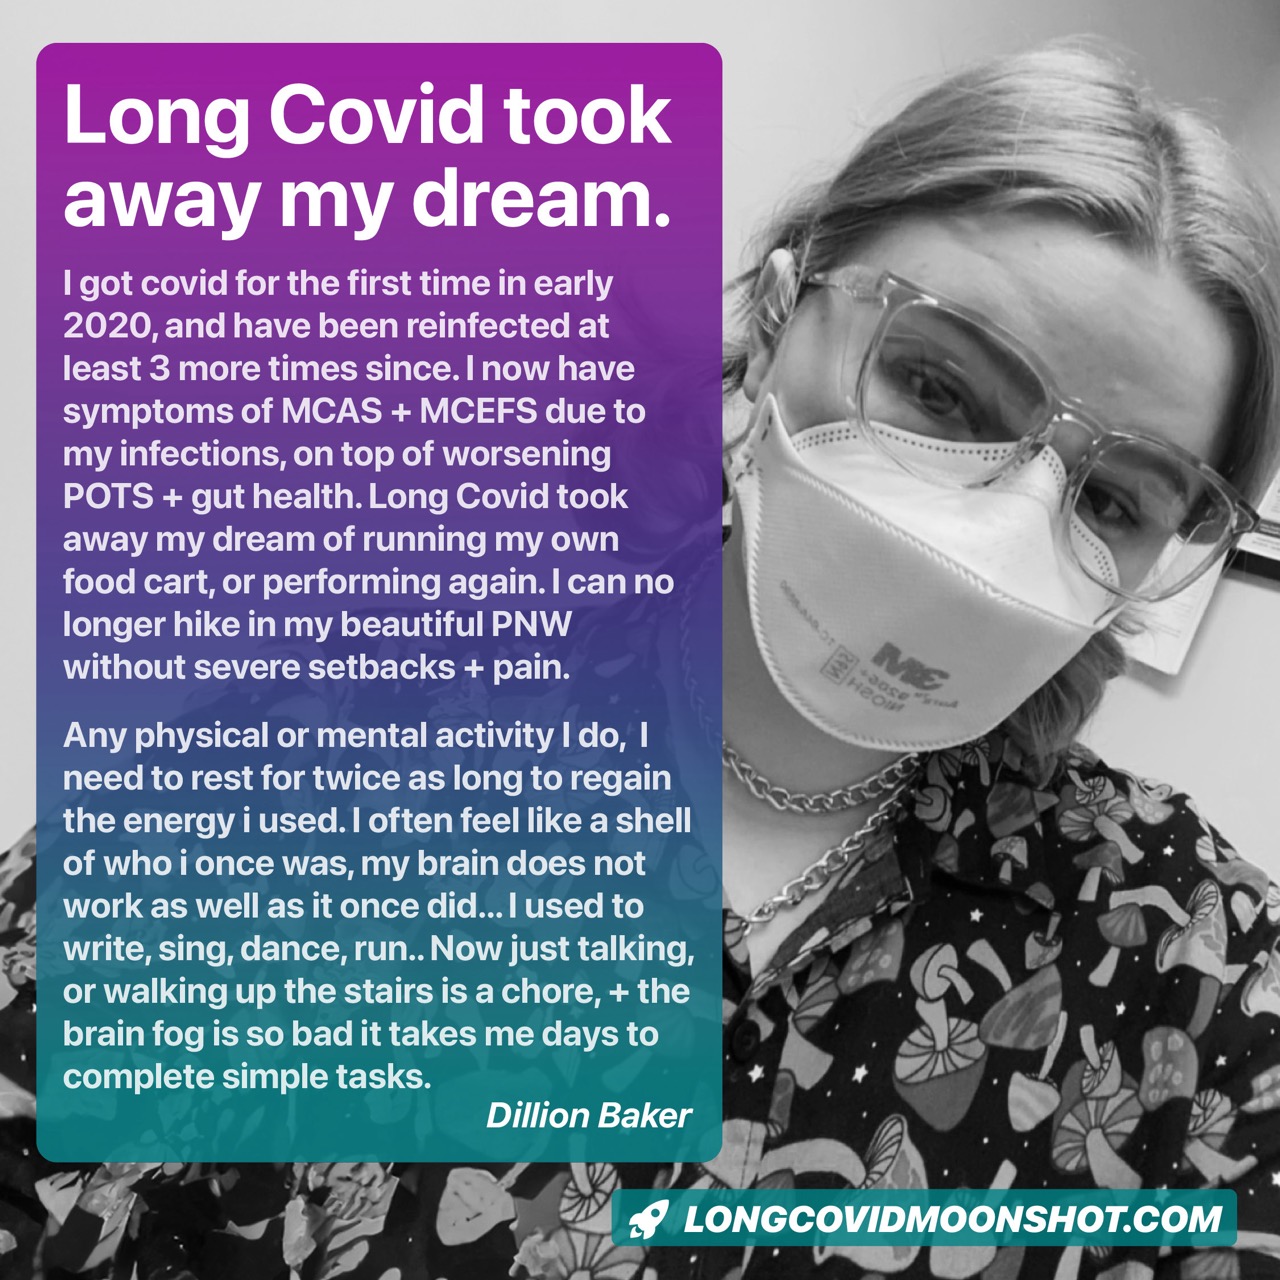 Long Covid took
away my dream.
I got covid for the first time in early
2020, and have been reinfected at
least 3 more times since. I now have
symptoms of MCAS + MCEFS due to
my infections, on top of worsening
POTS + gut health. Long Covid took
away my dream of running my own
food cart, or performing again. I can no
longer hike in my beautiful PNW
without severe setbacks + pain.
Any physical or mental activity I do, I
need to rest for twice as long to regain
the energy i used. I often feel like a shell
of who i once was, my brain does not
work as well as it once did... I used to
write, sing, dance, run.. Now just talking,
or walking up the stairs is a chore, + the
brain fog is so bad it takes me days to
complete simple tasks.
Dillion Baker
3M
NIOSH
N95
LONGCOVIDMOONSHOT.COM